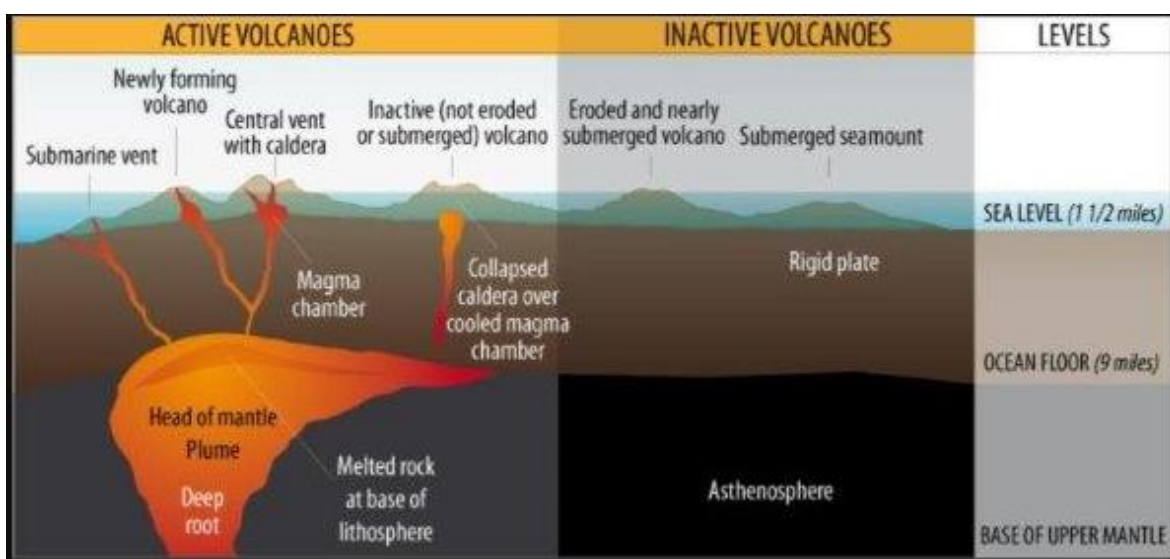 ACTIVE VOLCANOES
INACTIVE VOLCANOES
LEVELS
Submarine vent
Newly forming
volcano
Central vent
with caldera
Inactive (not eroded
or submerged) volcano
Eroded and nearly
submerged volcano
Submerged seamount
SEA LEVEL (1 1/2 miles)
Magma
chamber
Collapsed
caldera over
cooled magma
chamber
Rigid plate
OCEAN FLOOR (9 miles)
Head of mantle
Plume
Deep
root
Melted rock
at base of
lithosphere
Asthenosphere
BASE OF UPPER MANTLE